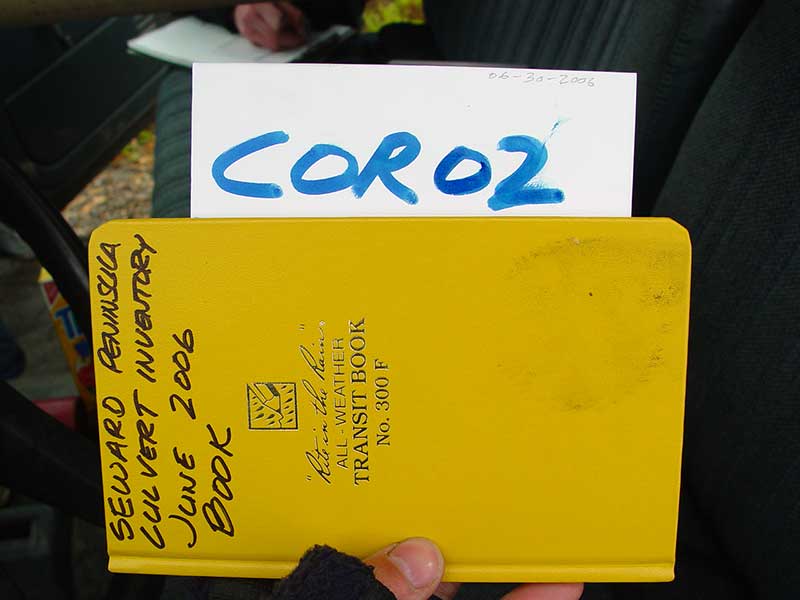 06-30-2006
COR02
SEWARD PENINSULA
CULVERT INVENTORY
JUNE 2006
BOOK
"Rite in the Rain"
ALL-WEATHER
TRANSIT BOOK
No. 300 F